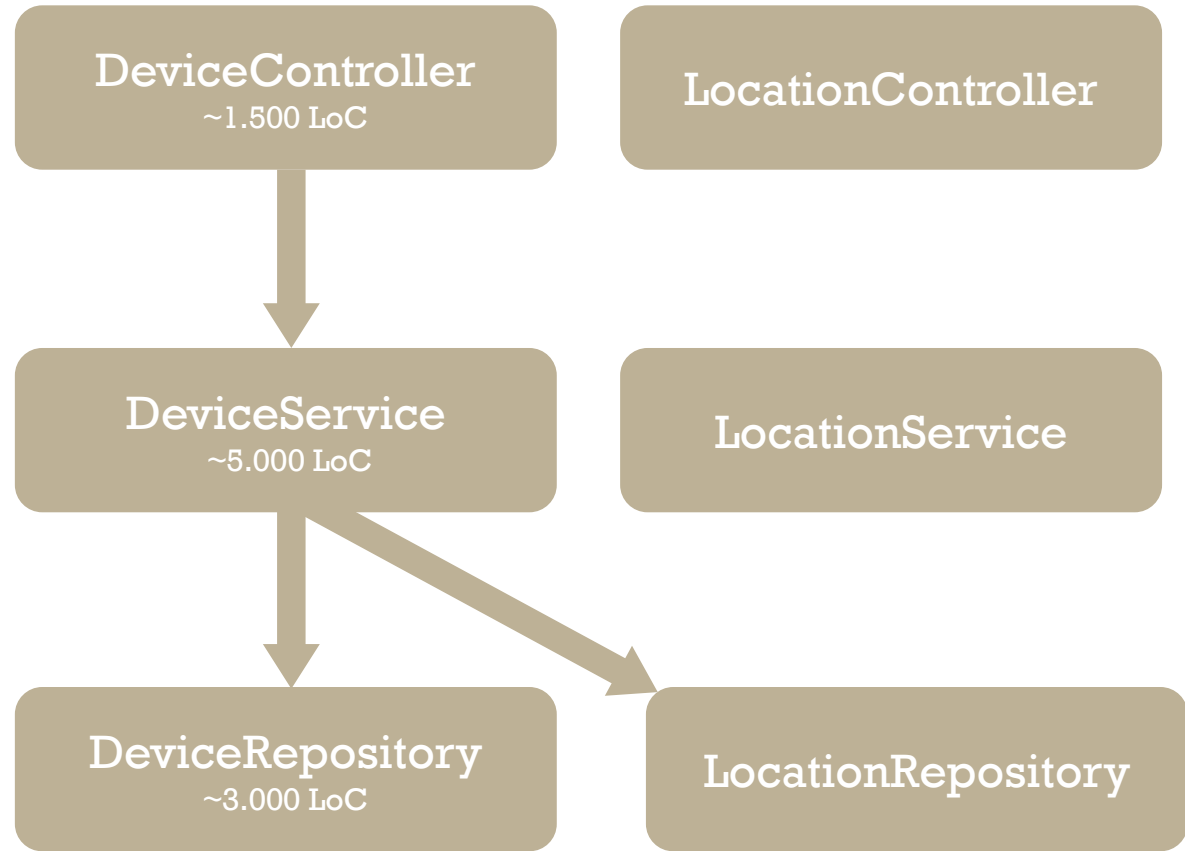 DeviceController
~1.500 LoC
LocationController
DeviceService
~5.000 LoC
LocationService
DeviceRepository
~3.000 LoC
LocationRepository